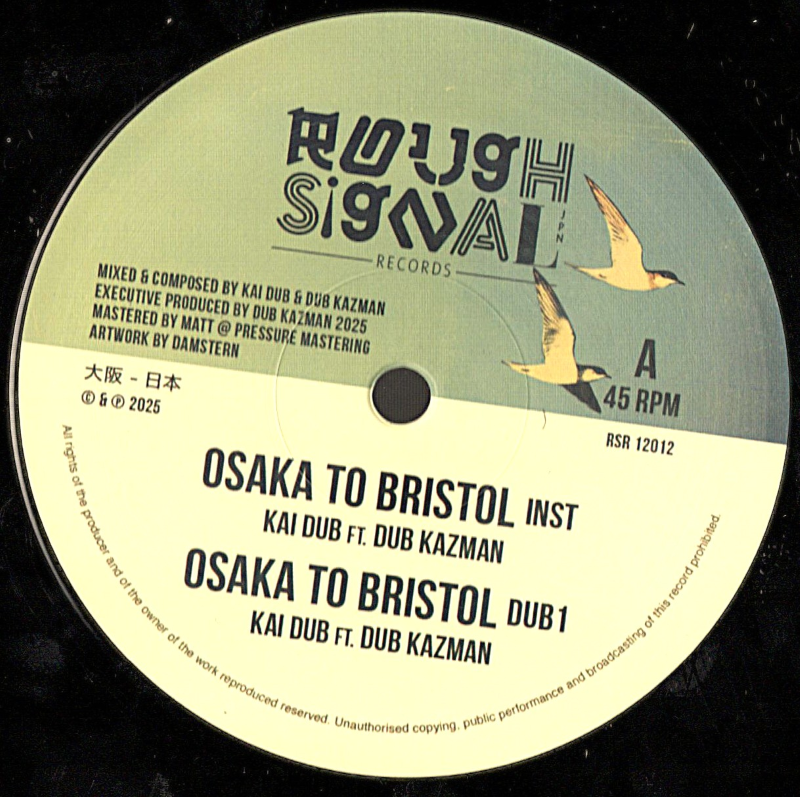 ROUGH
SiGNAL
JPN
RECORDS
MIXED & COMPOSED BY KAI DUB & DUB KAZMAN
EXECUTIVE PRODUCED BY DUB KAZMAN 2025
MASTERED BY MATT @ PRESSURE MASTERING
ARTWORK BY DAMSTERN
大阪 - 日本
© & ℗ 2025
A
45 RPM
RSR 12012
OSAKA TO BRISTOL INST
KAI DUB FT. DUB KAZMAN
OSAKA TO BRISTOL DUB1
KAI DUB FT. DUB KAZMAN
All rights of the producer and of the owner of the work reproduced reserved. Unauthorised copying, public performance and broadcasting of this record prohibited.